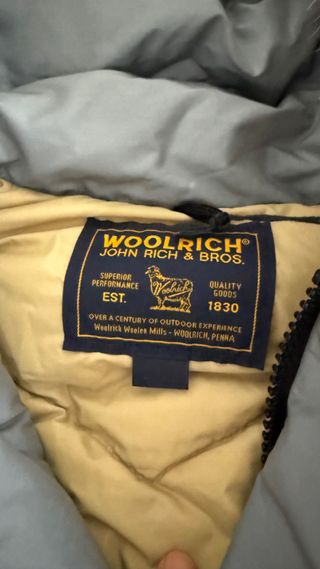 WOOLRICH®
JOHN RICH & BROS.
SUPERIOR
PERFORMANCE
EST.
Woolrich
QUALITY
GOODS
1830
OVER A CENTURY OF OUTDOOR EXPERIENCE
Woolrich Woolen Mills - WOOLRICH, PENNA